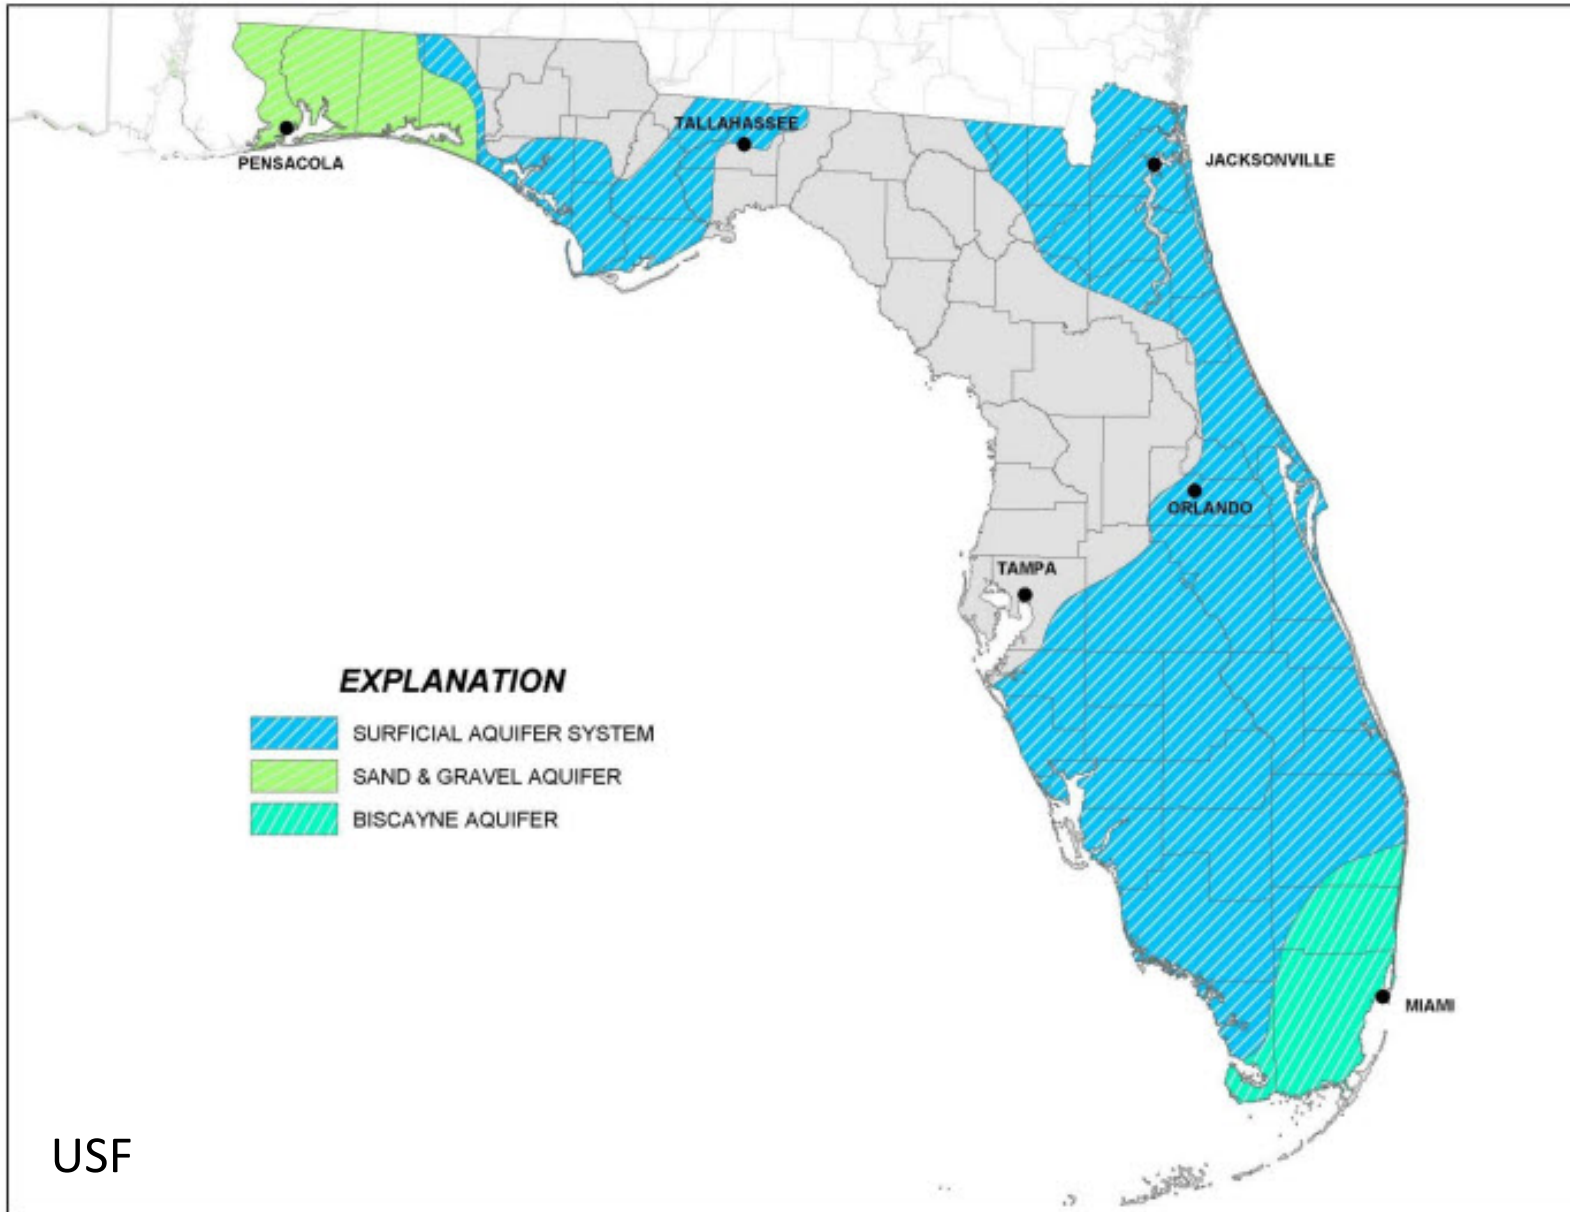 TALLAHASSEE
PENSACOLA
JACKSONVILLE
ORLANDO
TAMPA
EXPLANATION
SURFICIAL AQUIFER SYSTEM
SAND & GRAVEL AQUIFER
BISCAYNE AQUIFER
MIAMI
USF